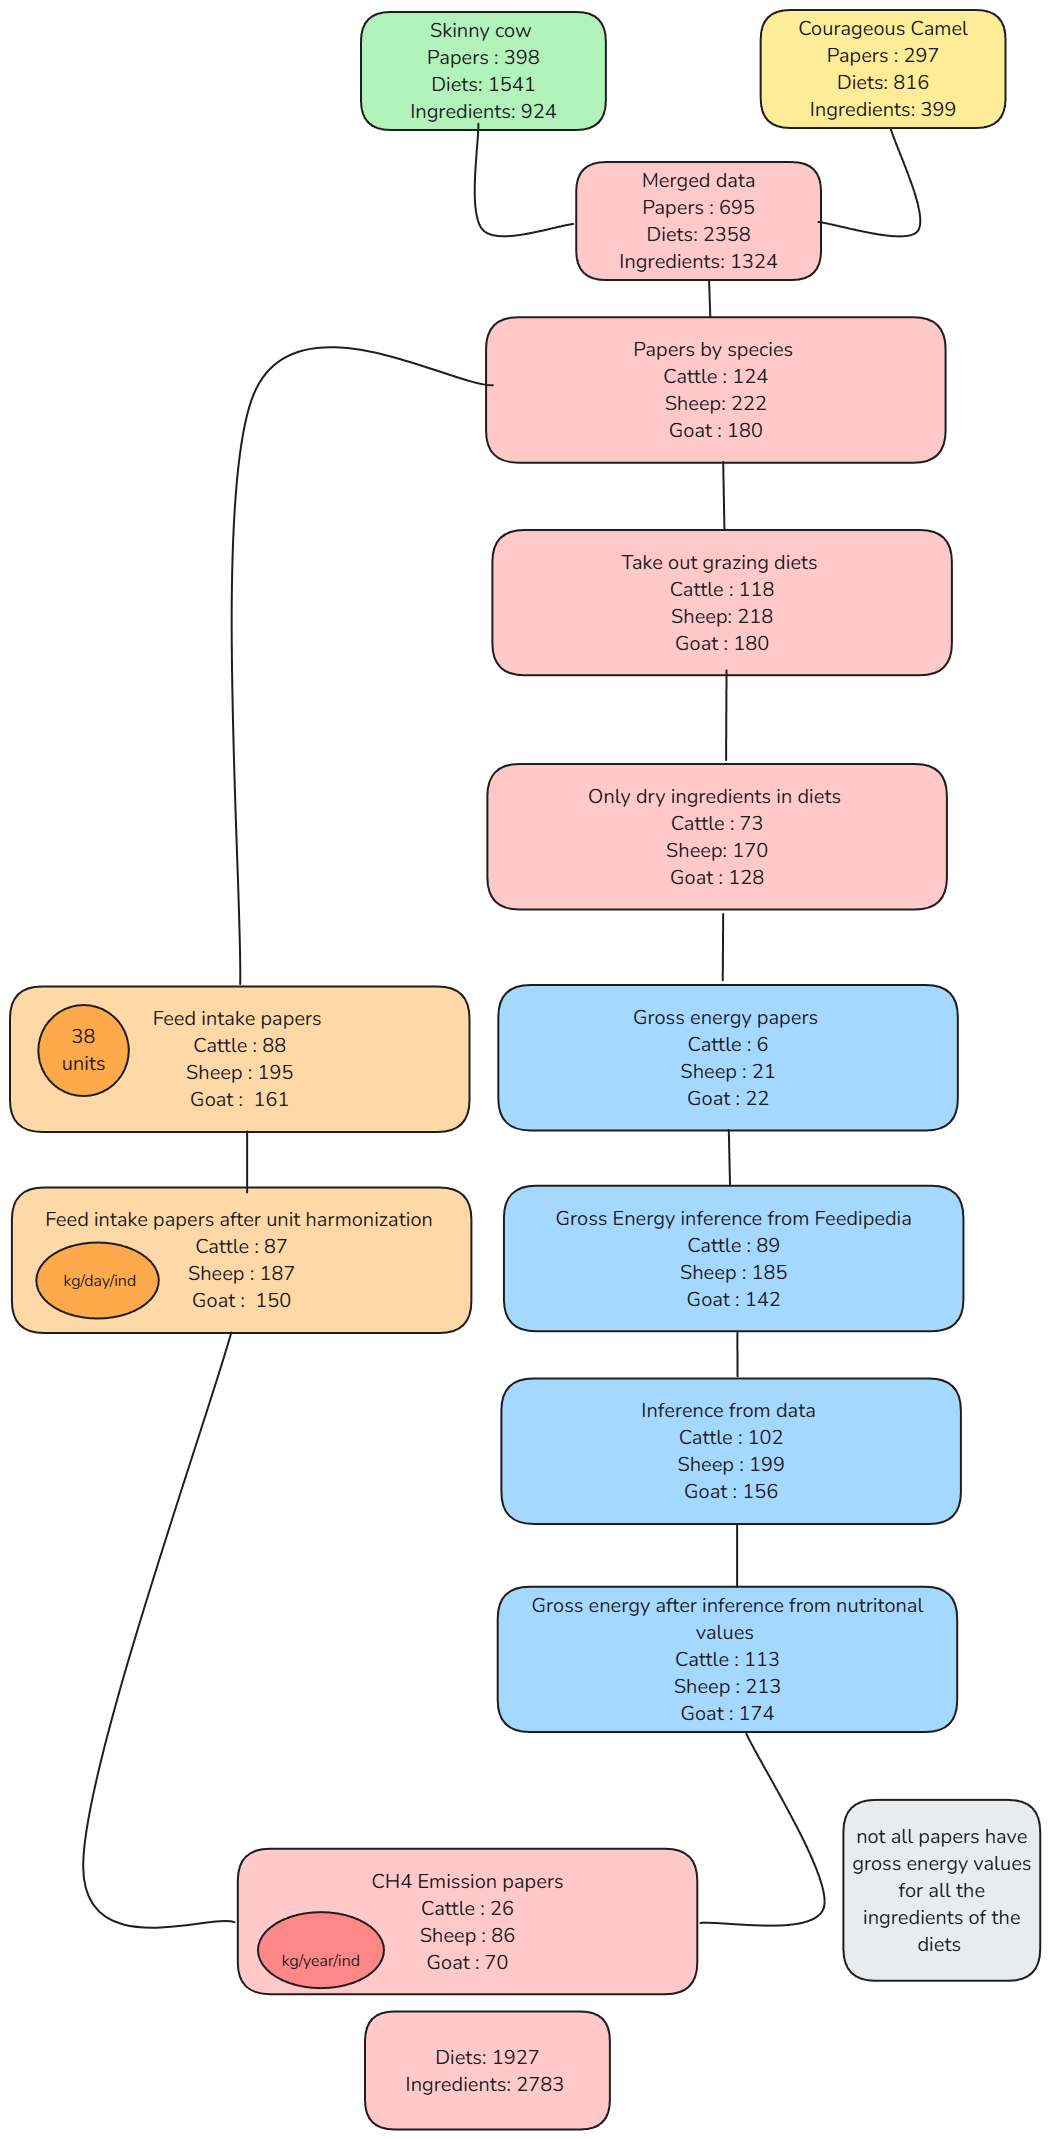 Skinny cow
Papers : 398
Diets: 1541
Ingredients: 924
Courageous Camel
Papers : 297
Diets: 816
Ingredients: 399
Merged data
Papers : 695
Diets: 2358
Ingredients: 1324
Papers by species
Cattle : 124
Sheep: 222
Goat : 180
Take out grazing diets
Cattle : 118
Sheep: 218
Goat : 180
Only dry ingredients in diets
Cattle : 73
Sheep: 170
Goat : 128
38
units
Feed intake papers
Cattle : 88
Sheep : 195
Goat :  161
Gross energy papers
Cattle : 6
Sheep : 21
Goat : 22
Feed intake papers after unit harmonization
Cattle : 87
Sheep : 187
Goat :  150
kg/day/ind
Gross Energy inference from Feedipedia
Cattle : 89
Sheep : 185
Goat : 142
Inference from data
Cattle : 102
Sheep : 199
Goat : 156
Gross energy after inference from nutritonal
values
Cattle : 113
Sheep : 213
Goat : 174
not all papers have
gross energy values
for all the
ingredients of the
diets
CH4 Emission papers
Cattle : 26
Sheep : 86
Goat : 70
kg/year/ind
Diets: 1927
Ingredients: 2783